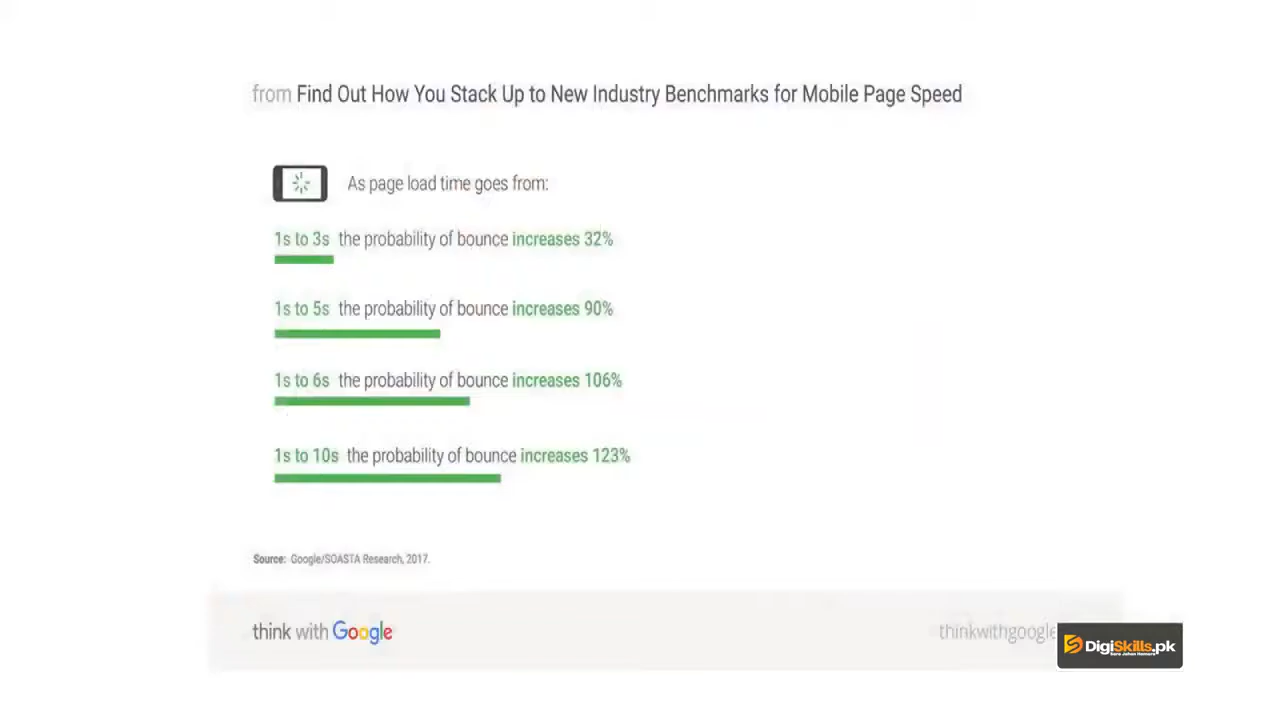 from Find Out How You Stack Up to New Industry Benchmarks for Mobile Page Speed
As page load time goes from:
1s to 3s the probability of bounce increases 32%
1s to 5s the probability of bounce increases 90%
1s to 6s the probability of bounce increases 106%
1s to 10s the probability of bounce increases 123%
Source: Google/SOASTA Research, 2017.
think with Google
thinkwithgoogle
DigiSkills.pk